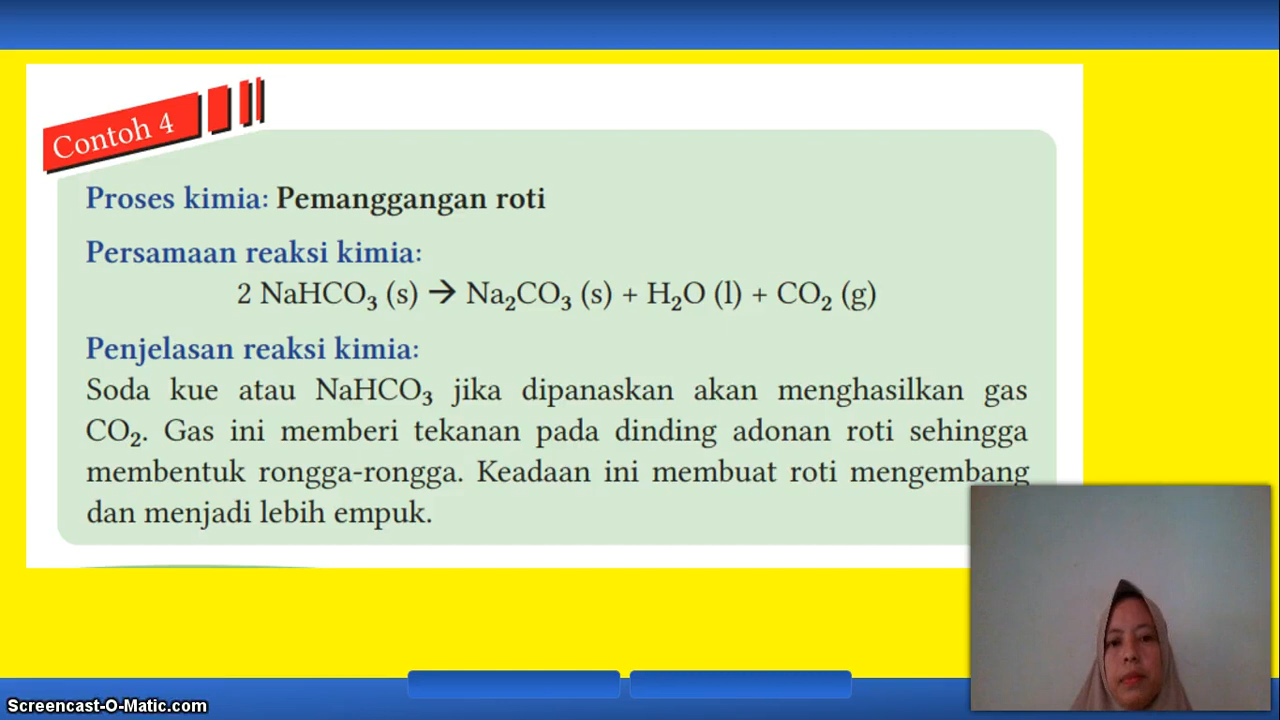 Contoh 4
Proses kimia: Pemanggangan roti
Persamaan reaksi kimia:
2 NaHCO₃ (s) → Na₂CO₃ (s) + H₂O (l) + CO₂ (g)
Penjelasan reaksi kimia:
Soda kue atau NaHCO₃ jika dipanaskan akan menghasilkan gas
CO₂. Gas ini memberi tekanan pada dinding adonan roti sehingga
membentuk rongga-rongga. Keadaan ini membuat roti mengembang
dan menjadi lebih empuk.
Screencast-O-Matic.com